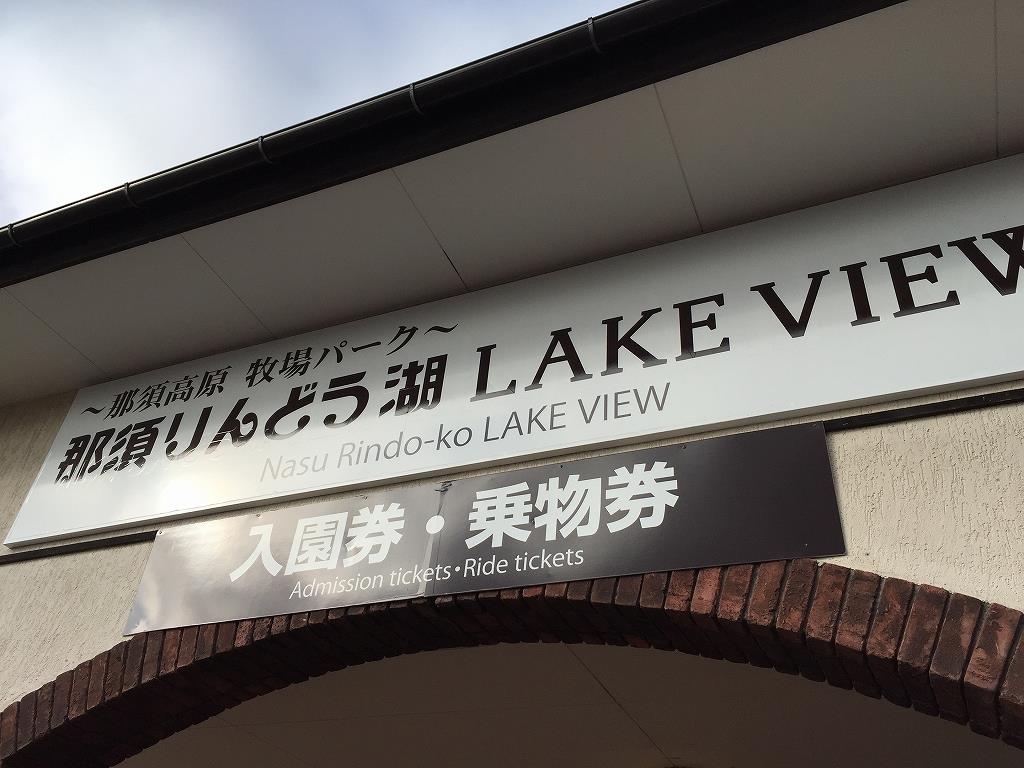 ～那須高原 牧場パーク～
那須りんどう湖 LAKE VIEW
Nasu Rindo-ko LAKE VIEW
入園券・乗物券
Admission tickets・Ride tickets